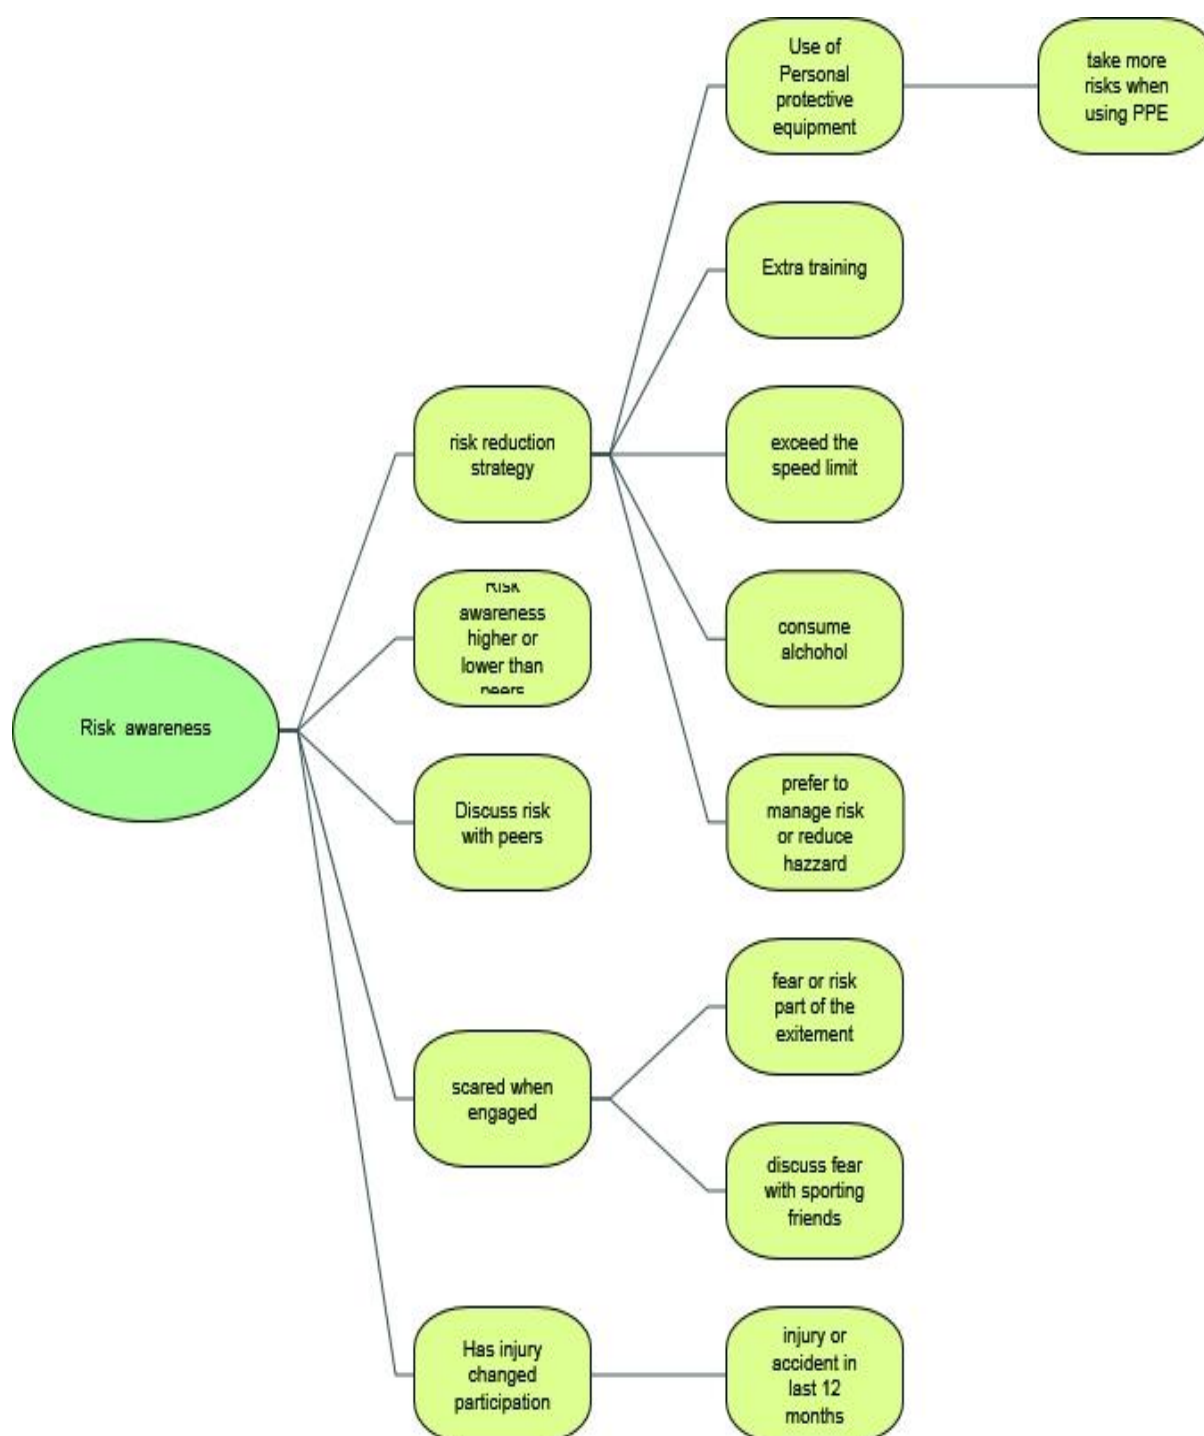 Use of
Personal
protective
equipment
take more
risks when
using PPE
Extra training
risk reduction
strategy
exceed the
speed limit
Risk
awareness
higher or
lower than
peers
consume
alchohol
Risk awareness
Discuss risk
with peers
prefer to
manage risk
or reduce
hazzard
scared when
engaged
fear or risk
part of the
exitement
discuss fear
with sporting
friends
Has injury
changed
participation
injury or
accident in
last 12
months